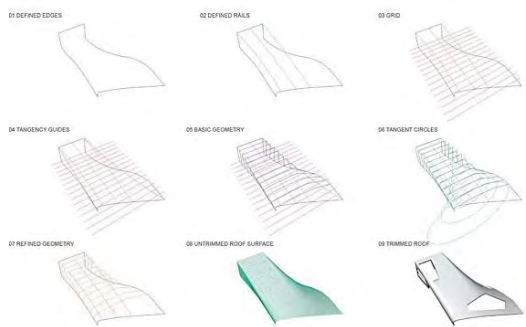 01 DEFINED EDGES
02 DEFINED RAILS
03 GRID
04 TANGENCY GUIDES
05 BASIC GEOMETRY
06 TANGENT CIRCLES
07 REFINED GEOMETRY
08 UNTRIMMED ROOF SURFACE
09 TRIMMED ROOF